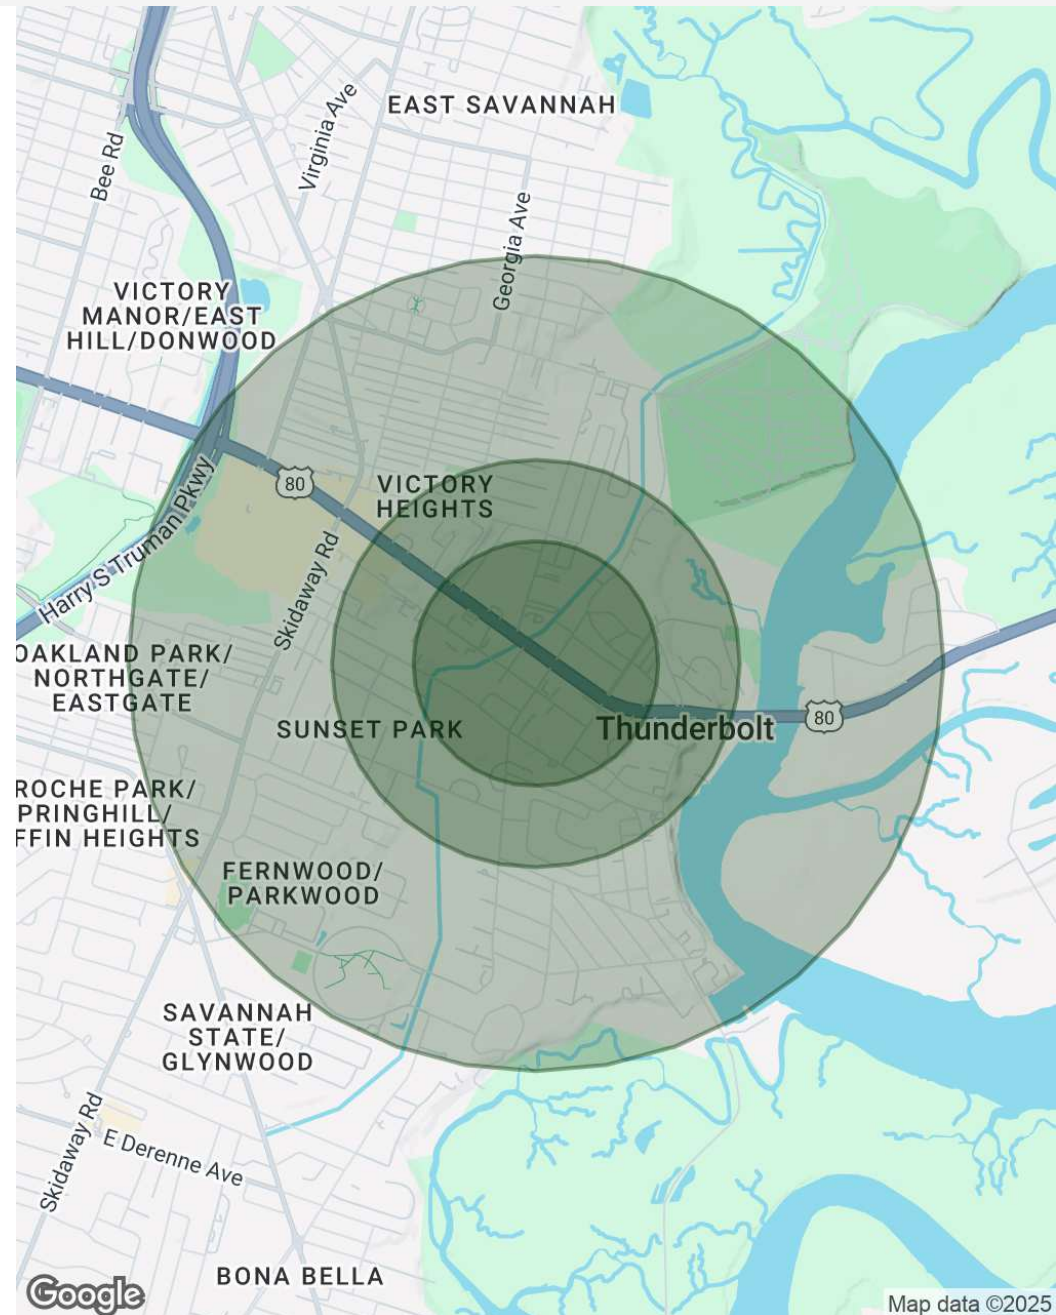 EAST SAVANNAH
Virginia Ave
Bee Rd
Georgia Ave
VICTORY
MANOR/EAST
HILL/DONWOOD
80
VICTORY
HEIGHTS
Harry S Truman Pkwy
Skidaway Rd
OAKLAND PARK/
NORTHGATE/
EASTGATE
SUNSET PARK
Thunderbolt
80
ROCHE PARK/
PRINGHILL/
FFIN HEIGHTS
FERNWOOD/
PARKWOOD
SAVANNAH
STATE/
GLYNWOOD
Skidaway Rd
E Derenne Ave
BONA BELLA
Google
Map data ©2025